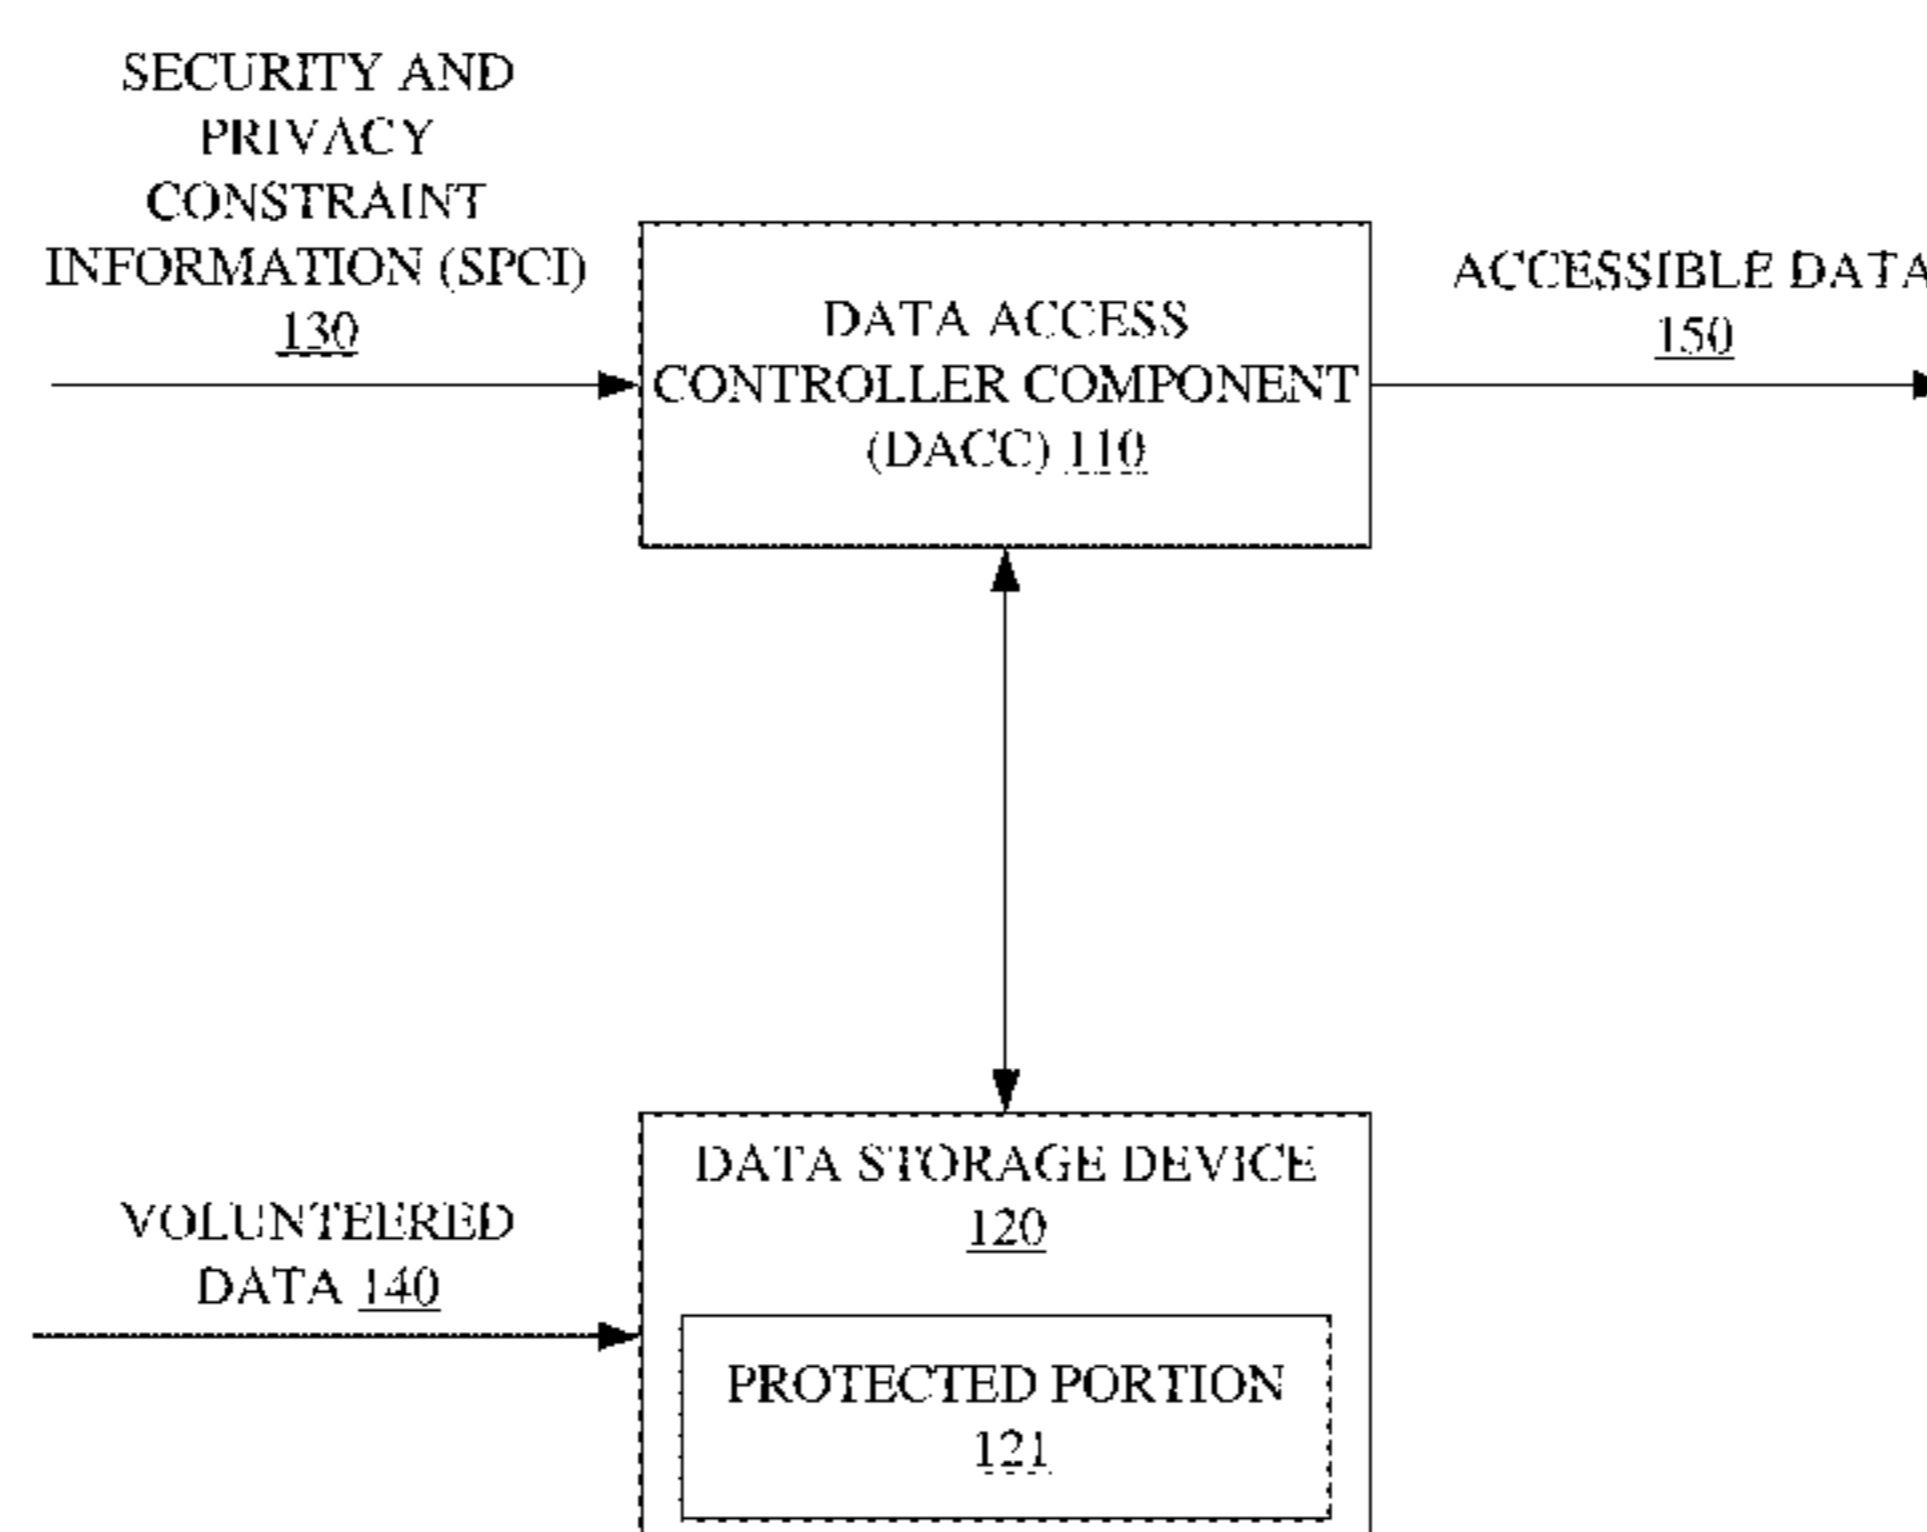 SECURITY AND
PRIVACY
CONSTRAINT
INFORMATION (SPCI)
130
DATA ACCESS
CONTROLLER COMPONENT
(DACC) 110
ACCESSIBLE DATA
150
DATA STORAGE DEVICE
120
VOLUNTEERED
DATA 140
PROTECTED PORTION
121